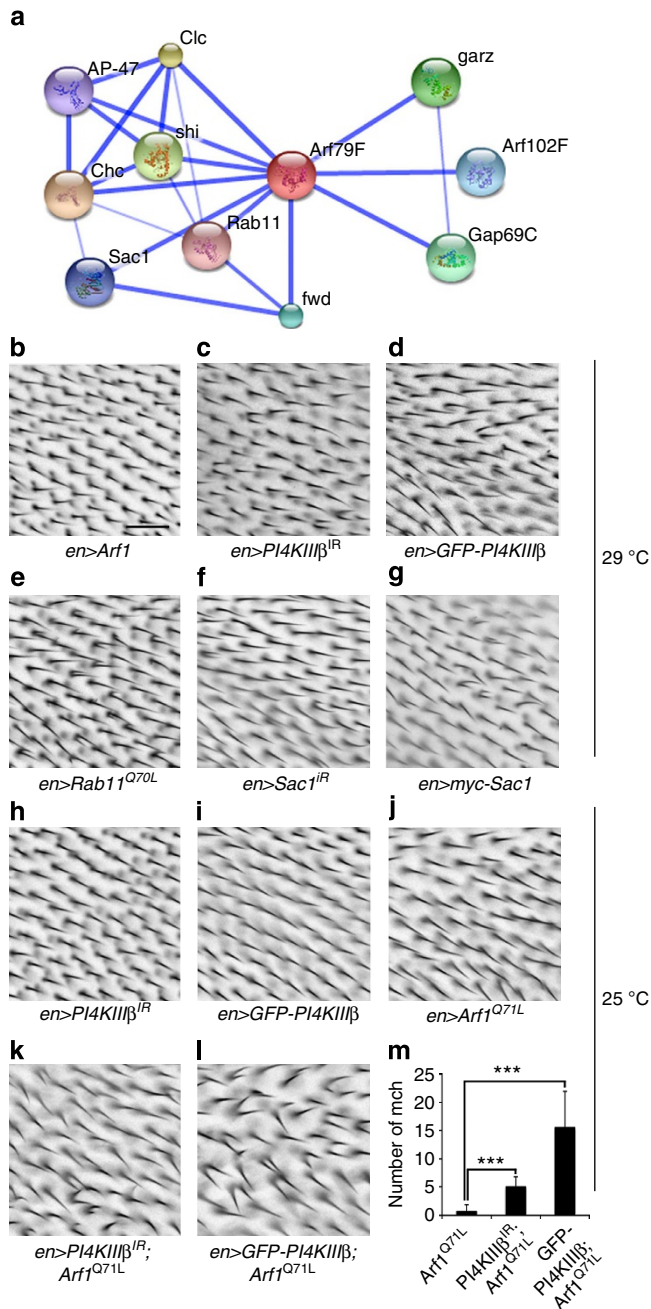 a
Clc
AP-47
garz
shi
Arf79F
Arf102F
Chc
Rab11
Gap69C
Sac1
fwd
b
c
d
en>Arf1
en>PI4KIIIβ^IR
en>GFP-PI4KIIIβ
29 °C
e
f
g
en>Rab11^Q70L
en>Sac1^iR
en>myc-Sac1
h
i
j
en>PI4KIIIβ^IR
en>GFP-PI4KIIIβ
en>Arf1^Q71L
25 °C
k
l
m
en>PI4KIIIβ^IR;
Arf1^Q71L
en>GFP-PI4KIIIβ;
Arf1^Q71L
Number of mch
25
20
15
10
5
0
***
***
Arf1^Q71L
PI4KIIIβ^IR;
Arf1^Q71L
GFP-
PI4KIIIβ;
Arf1^Q71L